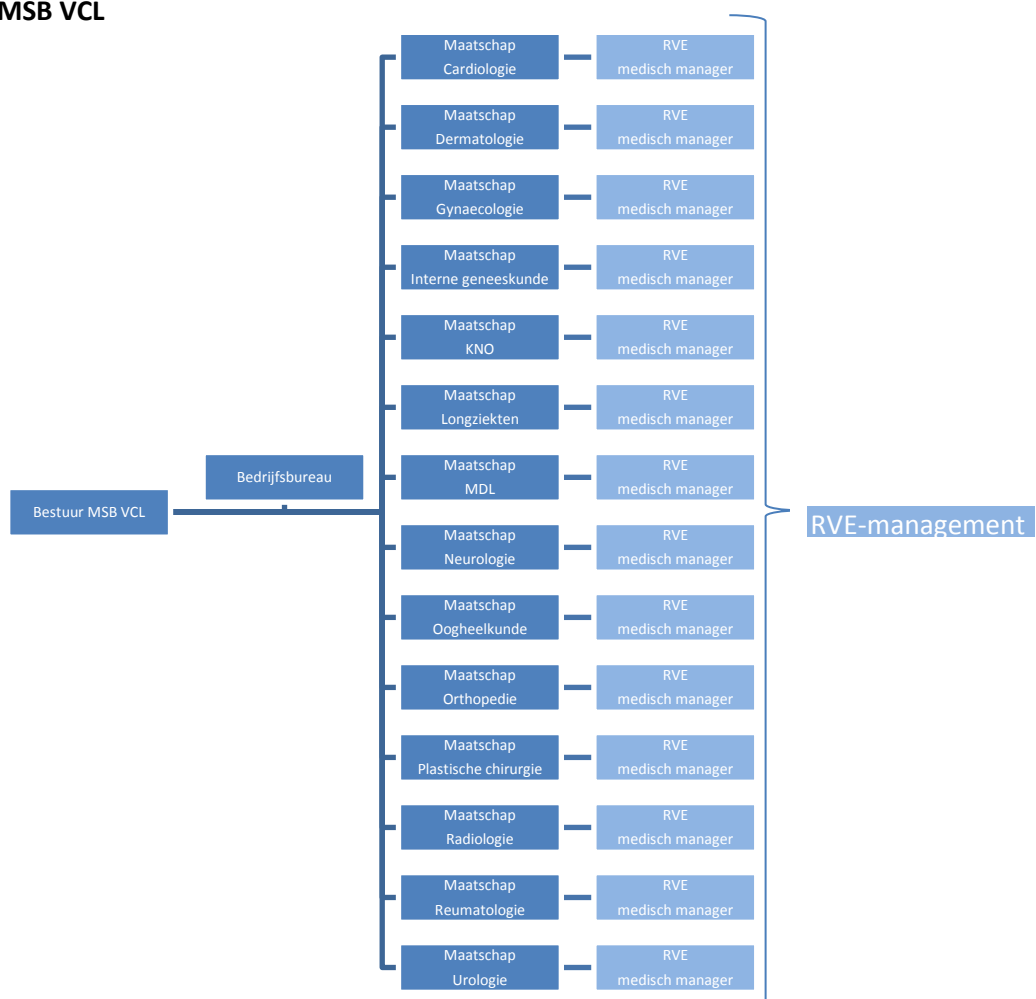 MSB VCL
Maatschap
Cardiologie
RVE
medisch manager
Maatschap
Dermatologie
RVE
medisch manager
Maatschap
Gynaecologie
RVE
medisch manager
Maatschap
Interne geneeskunde
RVE
medisch manager
Maatschap
KNO
RVE
medisch manager
Maatschap
Longziekten
RVE
medisch manager
Bedrijfsbureau
Maatschap
MDL
RVE
medisch manager
Bestuur MSB VCL
RVE-management
Maatschap
Neurologie
RVE
medisch manager
Maatschap
Oogheelkunde
RVE
medisch manager
Maatschap
Orthopedie
RVE
medisch manager
Maatschap
Plastische chirurgie
RVE
medisch manager
Maatschap
Radiologie
RVE
medisch manager
Maatschap
Reumatologie
RVE
medisch manager
Maatschap
Urologie
RVE
medisch manager